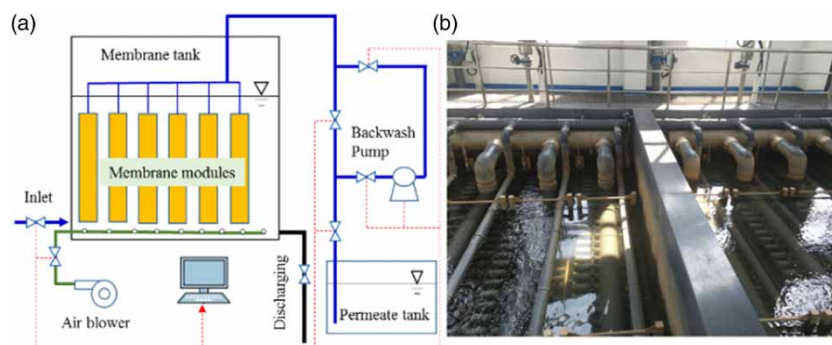 (a)
Membrane tank
Membrane modules
Inlet
Air blower
Discharging
Backwash
Pump
Permeate tank
(b)